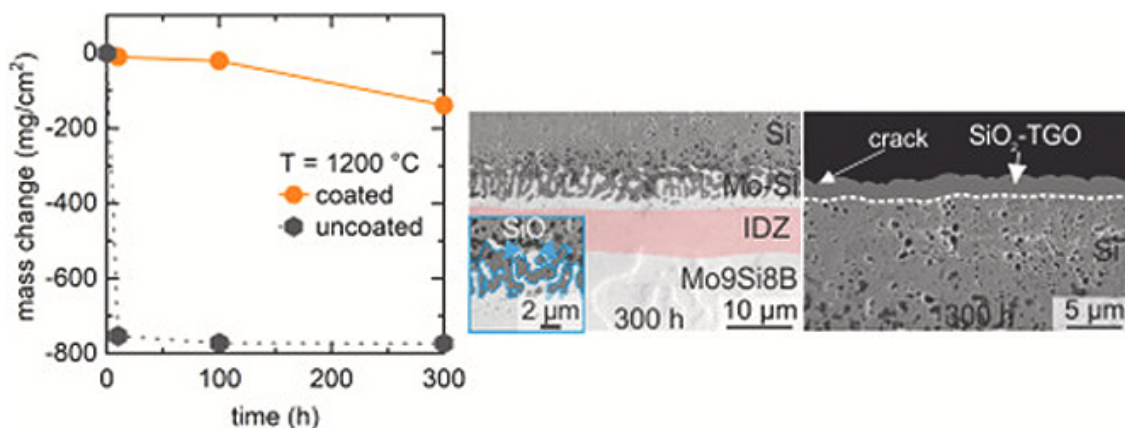 mass change (mg/cm²)
0
-200
-400
-600
-800
0
100
200
300
time (h)
T = 1200 °C
coated
uncoated
Si
Mo-Si
IDZ
SiO
Mo9Si8B
2 µm
300 h
10 µm
crack
SiO₂-TGO
Si
300 h
5 µm